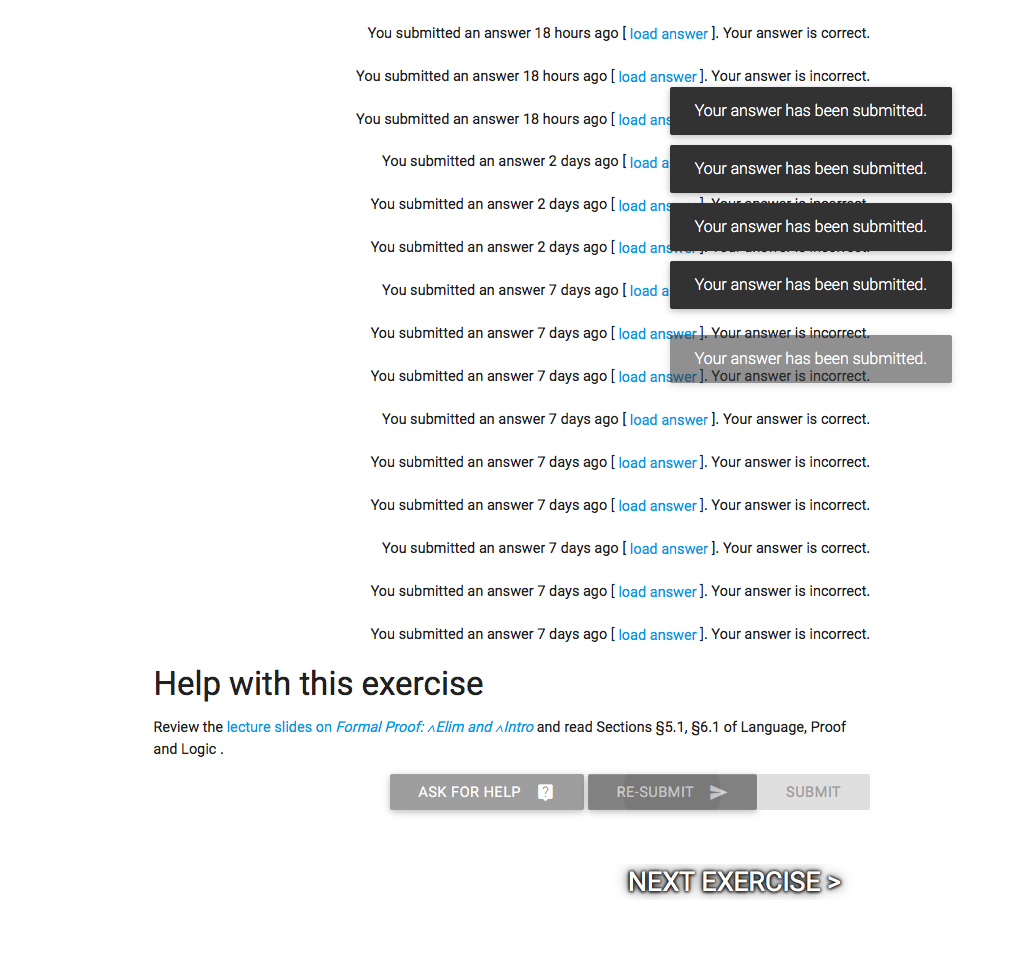 You submitted an answer 18 hours ago [ load answer ]. Your answer is correct.
You submitted an answer 18 hours ago [ load answer ]. Your answer is incorrect.
Your answer has been submitted.
You submitted an answer 18 hours ago [ load
You submitted an answer 2 days ago [ load
Your answer has been submitted.
You submitted an answer 2 days ago [ load
Your answer has been submitted.
You submitted an answer 2 days ago [ load answer
You submitted an answer 7 days ago [ load
Your answer has been submitted.
You submitted an answer 7 days ago [ load answer ]. Your answer is incorrect.
Your answer has been submitted.
You submitted an answer 7 days ago [ load answer ]. Your answer is incorrect.
You submitted an answer 7 days ago [ load answer ]. Your answer is correct.
You submitted an answer 7 days ago [ load answer ]. Your answer is incorrect.
You submitted an answer 7 days ago [ load answer ]. Your answer is incorrect.
You submitted an answer 7 days ago [ load answer ]. Your answer is correct.
You submitted an answer 7 days ago [ load answer ]. Your answer is incorrect.
You submitted an answer 7 days ago [ load answer ]. Your answer is incorrect.
Help with this exercise
Review the lecture slides on Formal Proof: ∧Elim and ∧Intro and read Sections §5.1, §6.1 of Language, Proof
and Logic .
ASK FOR HELP ? RE-SUBMIT SUBMIT
NEXT EXERCISE >